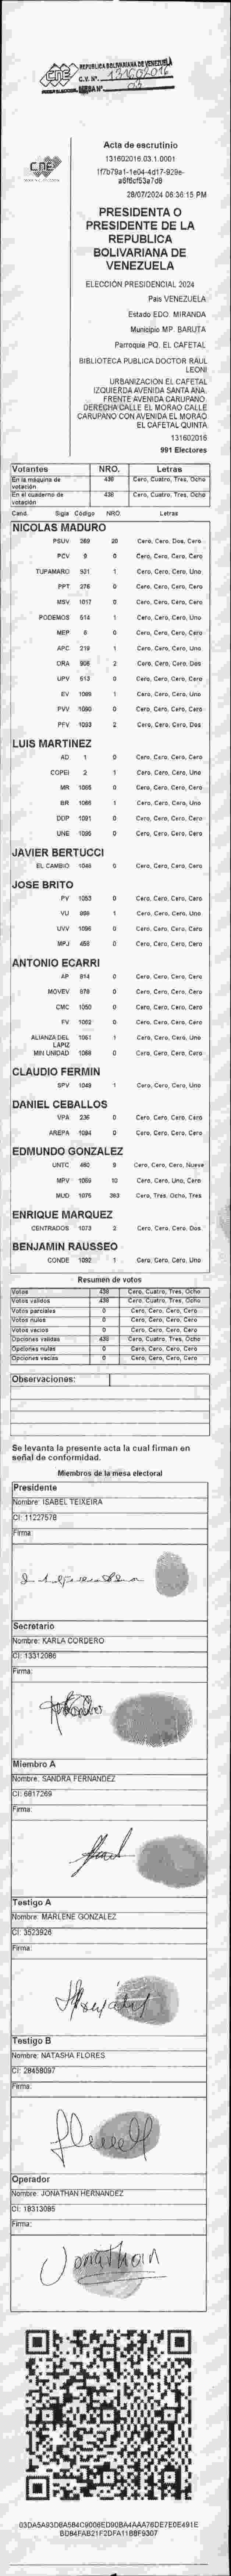 CNE
REPUBLICA BOLIVARIANA DE VENEZUELA
C.V. Nº. 131602016
MESA Nº 03
CNE
Acta de escrutinio
131602016.03.1.0001
28/07/2024 06:36:15 PM
PRESIDENTA O
PRESIDENTE DE LA
REPUBLICA
BOLIVARIANA DE
VENEZUELA
ELECCIÓN PRESIDENCIAL 2024
Pais VENEZUELA
Estado EDO. MIRANDA
Municipio MP. BARUTA
Parroquia PQ. EL CAFETAL
BIBLIOTECA PUBLICA DOCTOR RAUL
LEONI
URBANIZACION EL CAFETAL
IZQUIERDA AVENIDA SANTA ANA.
FRENTE AVENIDA CARUPANO.
DERECHA CALLE EL MORAO CALLE
CARUPANO CON AVENIDA EL MORAO
EL CAFETAL QUINTA
131602016
991 Electores
Votantes NRO. Letras
En la máquina de votación 438 Cero, Cuatro, Tres, Ocho
En el cuaderno de votación 438 Cero, Cuatro, Tres, Ocho
Cand. Sigla Código NRO. Letras
NICOLAS MADURO
PSUV 269 20 Cero, Cero, Dos, Cero
PCV 9 0 Cero, Cero, Cero, Cero
TUPAMARO 931 1 Cero, Cero, Cero, Uno
PPT 276 0 Cero, Cero, Cero, Cero
MSV 1017 0 Cero, Cero, Cero, Cero
PODEMOS 514 1 Cero, Cero, Cero, Uno
MEP 8 0 Cero, Cero, Cero, Cero
APC 219 1 Cero, Cero, Cero, Uno
ORA 906 2 Cero, Cero, Cero, Dos
UPV 613 0 Cero, Cero, Cero, Cero
EV 1089 1 Cero, Cero, Cero, Uno
PVV 1090 0 Cero, Cero, Cero, Cero
PFV 1093 2 Cero, Cero, Cero, Dos
LUIS MARTINEZ
AD 1 0 Cero, Cero, Cero, Cero
COPEI 2 1 Cero, Cero, Cero, Uno
MR 1065 0 Cero, Cero, Cero, Cero
BR 1066 1 Cero, Cero, Cero, Uno
DDP 1091 0 Cero, Cero, Cero, Cero
UNE 1095 0 Cero, Cero, Cero, Cero
JAVIER BERTUCCI
EL CAMBIO 1048 0 Cero, Cero, Cero, Cero
JOSE BRITO
PV 1053 0 Cero, Cero, Cero, Cero
VU 998 1 Cero, Cero, Cero, Uno
UVV 1096 0 Cero, Cero, Cero, Cero
MPJ 458 0 Cero, Cero, Cero, Cero
ANTONIO ECARRI
AP 814 0 Cero, Cero, Cero, Cero
MOVEV 979 0 Cero, Cero, Cero, Cero
CMC 1050 0 Cero, Cero, Cero, Cero
FV 1052 0 Cero, Cero, Cero, Cero
ALIANZA DEL LAPIZ 1061 1 Cero, Cero, Cero, Uno
MIN UNIDAD 1068 0 Cero, Cero, Cero, Cero
CLAUDIO FERMIN
SPV 1049 1 Cero, Cero, Cero, Uno
DANIEL CEBALLOS
VPA 236 0 Cero, Cero, Cero, Cero
AREPA 1094 0 Cero, Cero, Cero, Cero
EDMUNDO GONZALEZ
UNTC 460 9 Cero, Cero, Cero, Nueve
MPV 1069 10 Cero, Cero, Uno, Cero
MUD 1076 383 Cero, Tres, Ocho, Tres
ENRIQUE MARQUEZ
CENTRADOS 1073 2 Cero, Cero, Cero, Dos
BENJAMIN RAUSSEO
CONDE 1092 1 Cero, Cero, Cero, Uno
Resumen de votos
Votos 438 Cero, Cuatro, Tres, Ocho
Votos validos 438 Cero, Cuatro, Tres, Ocho
Votos parciales 0 Cero, Cero, Cero, Cero
Votos nulos 0 Cero, Cero, Cero, Cero
Votos vacios 0 Cero, Cero, Cero, Cero
Opciones validas 438 Cero, Cuatro, Tres, Ocho
Opciones nulas 0 Cero, Cero, Cero, Cero
Opciones vacias 0 Cero, Cero, Cero, Cero
Observaciones:
Se levanta la presente acta la cual firman en
señal de conformidad.
Miembros de la mesa electoral
Presidente
Nombre: ISABEL TEIXEIRA
CI: 11227578
Firma:
Secretario
Nombre: KARLA CORDERO
CI: 13312086
Firma:
Miembro A
Nombre: SANDRA FERNANDEZ
CI: 6817269
Firma:
Testigo A
Nombre: MARLENE GONZALEZ
CI: 3523926
Firma:
Testigo B
Nombre: NATASHA FLORES
CI: 28458097
Firma:
Operador
Nombre: JONATHAN HERNANDEZ
CI: 18313085
Firma:
Jonathan